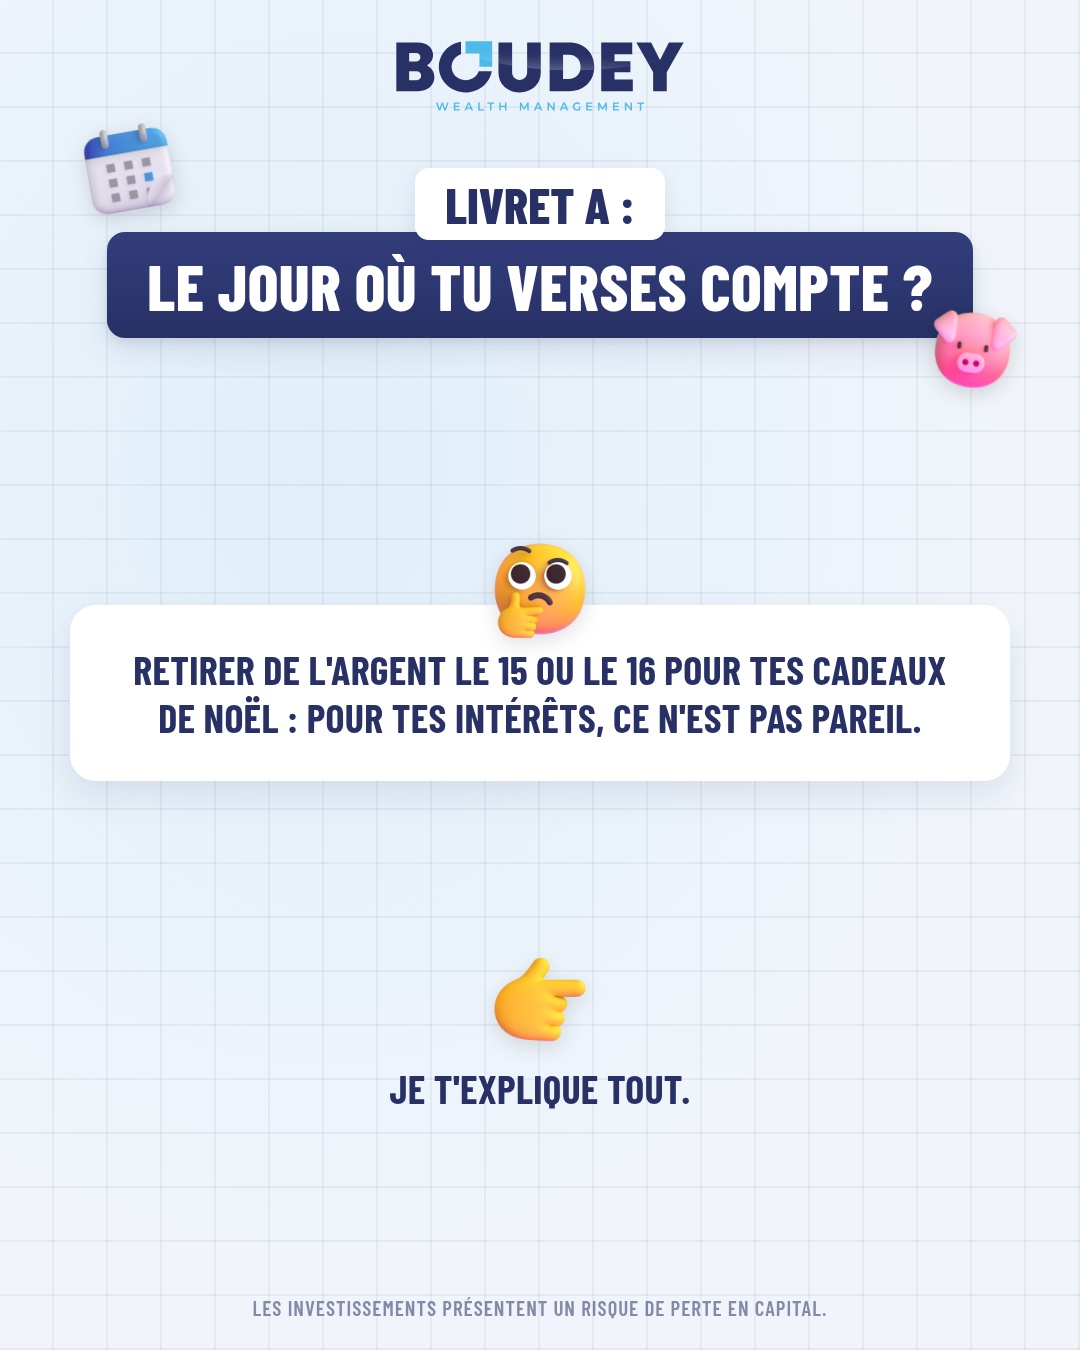 BOUDEY
WEALTH MANAGEMENT
LIVRET A :
LE JOUR OÙ TU VERSES COMPTE ?
RETIRER DE L'ARGENT LE 15 OU LE 16 POUR TES CADEAUX
DE NOËL : POUR TES INTÉRÊTS, CE N'EST PAS PAREIL.
JE T'EXPLIQUE TOUT.
LES INVESTISSEMENTS PRÉSENTENT UN RISQUE DE PERTE EN CAPITAL.